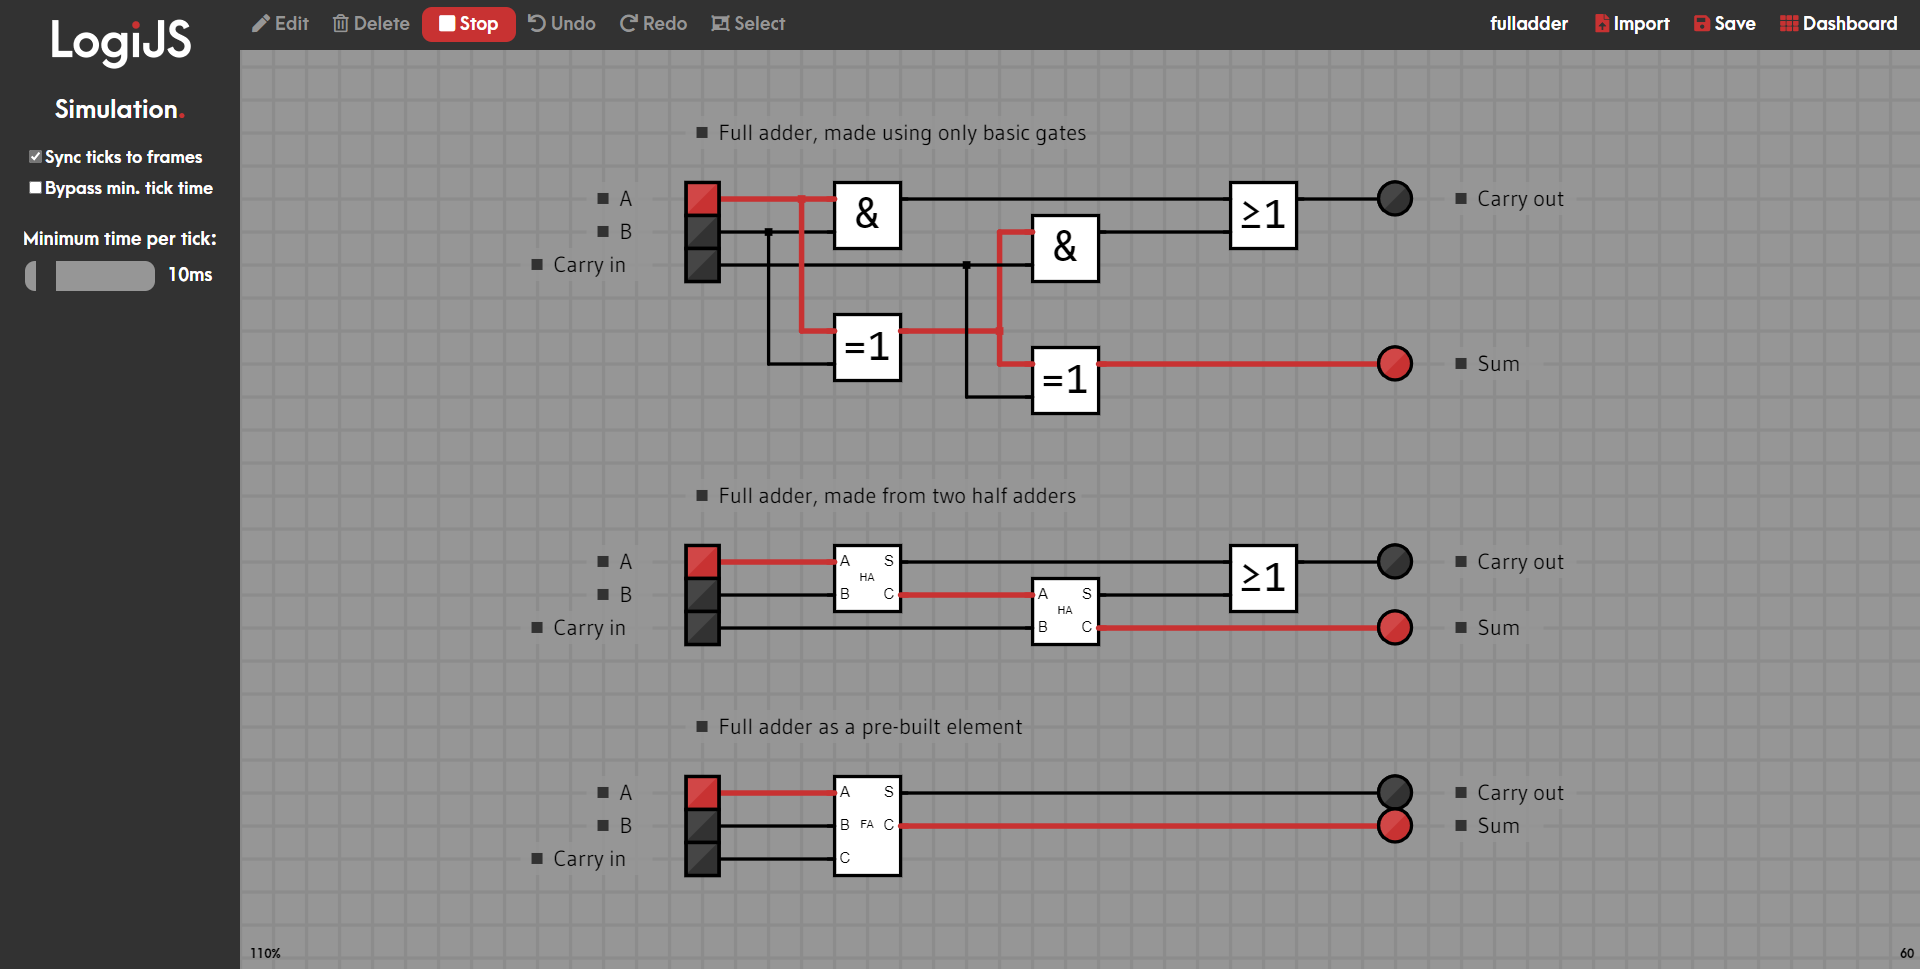 LogiJS
Edit Delete Stop Undo Redo Select
fulladder Import Save Dashboard
Simulation.
Sync ticks to frames
Bypass min. tick time
Minimum time per tick:
10ms
Full adder, made using only basic gates
A
B
Carry in
&
&
=1
=1
≥1
Carry out
Sum
Full adder, made from two half adders
A
B
Carry in
A S
HA
B C
A S
HA
B C
≥1
Carry out
Sum
Full adder as a pre-built element
A
B
Carry in
A S
B FA C
C
Carry out
Sum
110%
60